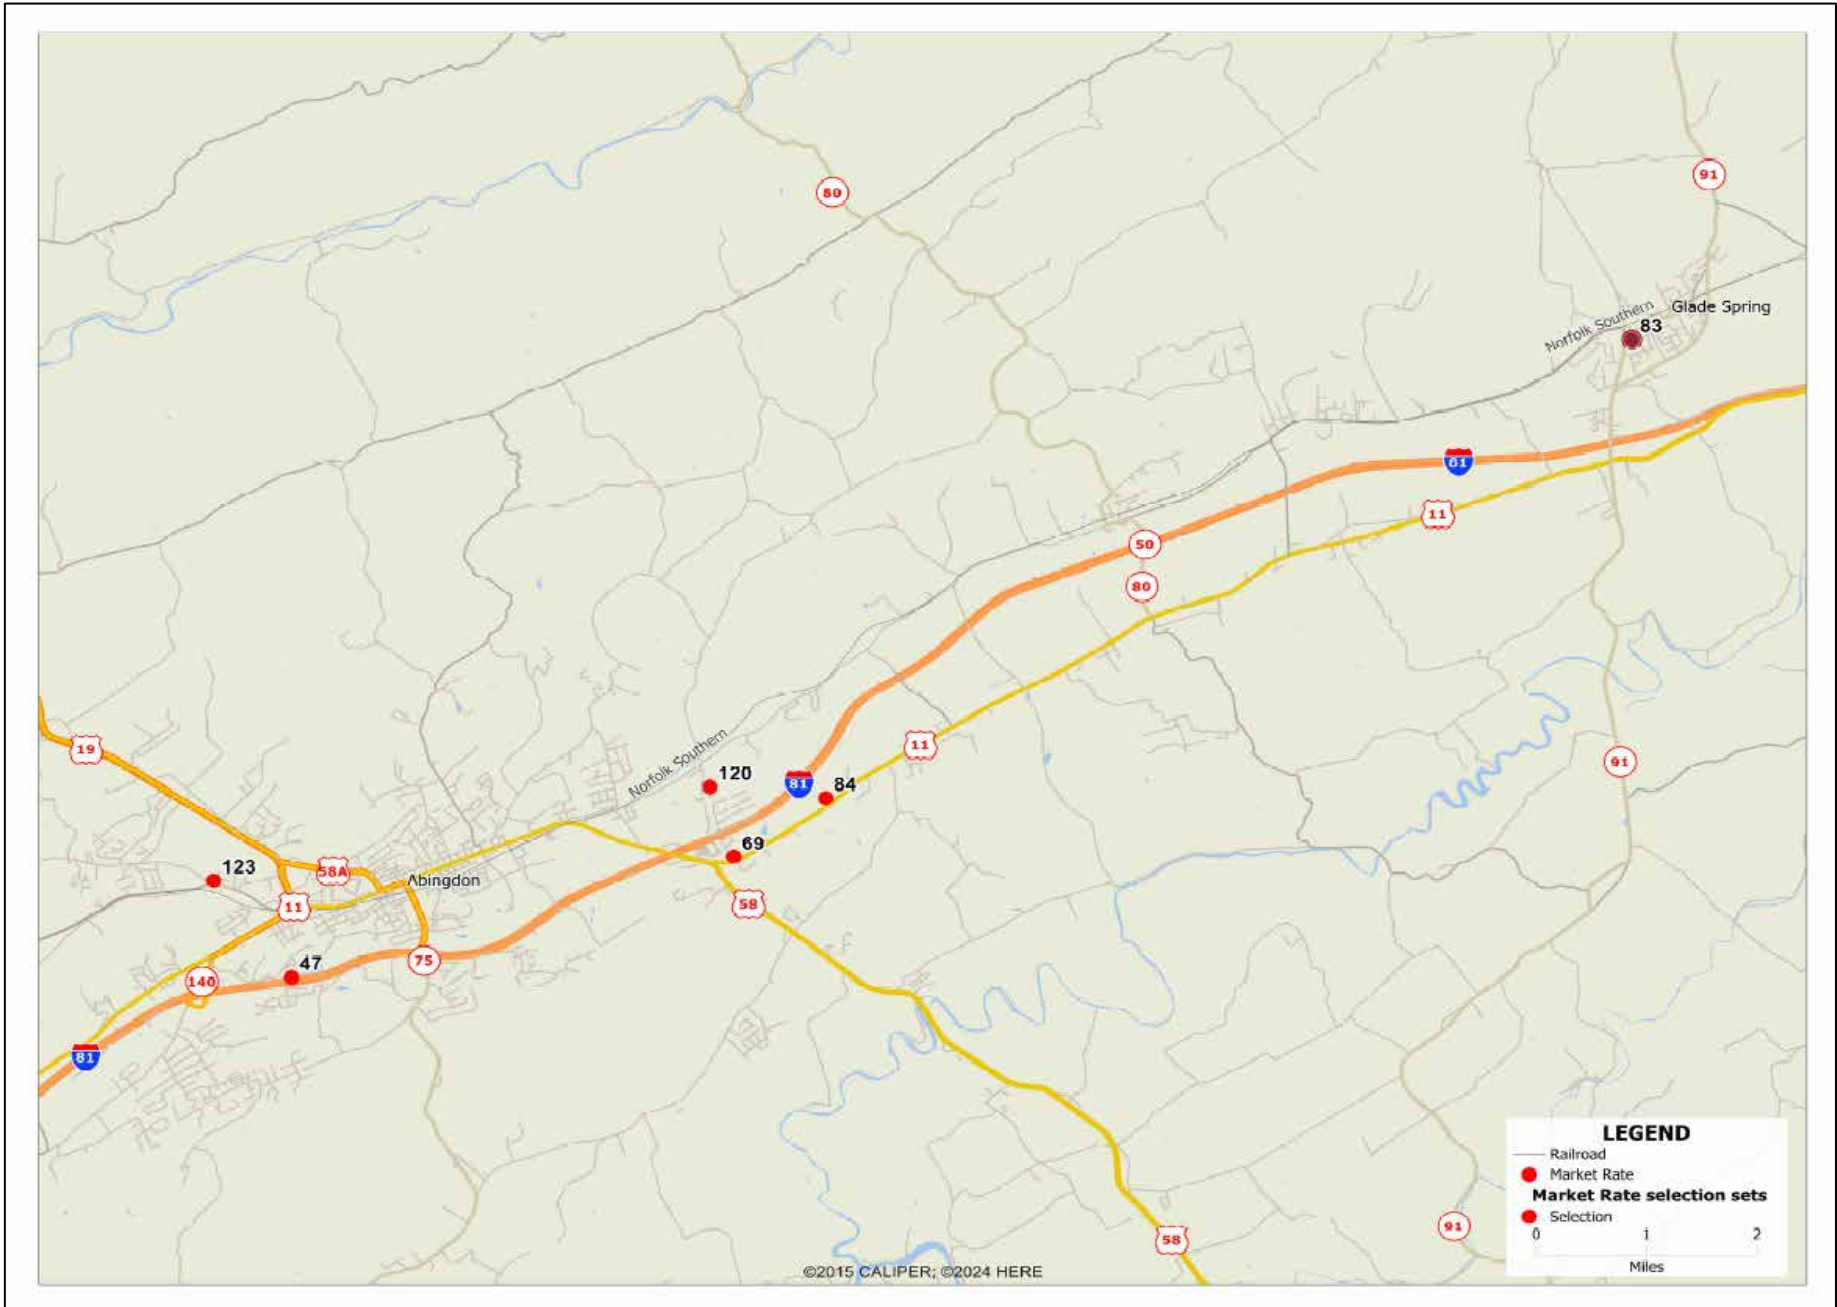 80
91
Glade Spring
Norfolk Southern
83
81
11
50
80
19
Norfolk Southern
11
91
120
81
84
69
123
58A
Abingdon
11
58
47
75
140
81
LEGEND
Railroad
Market Rate
Market Rate selection sets
Selection
0 1 2
Miles
91
58
©2015 CALIPER; ©2024 HERE